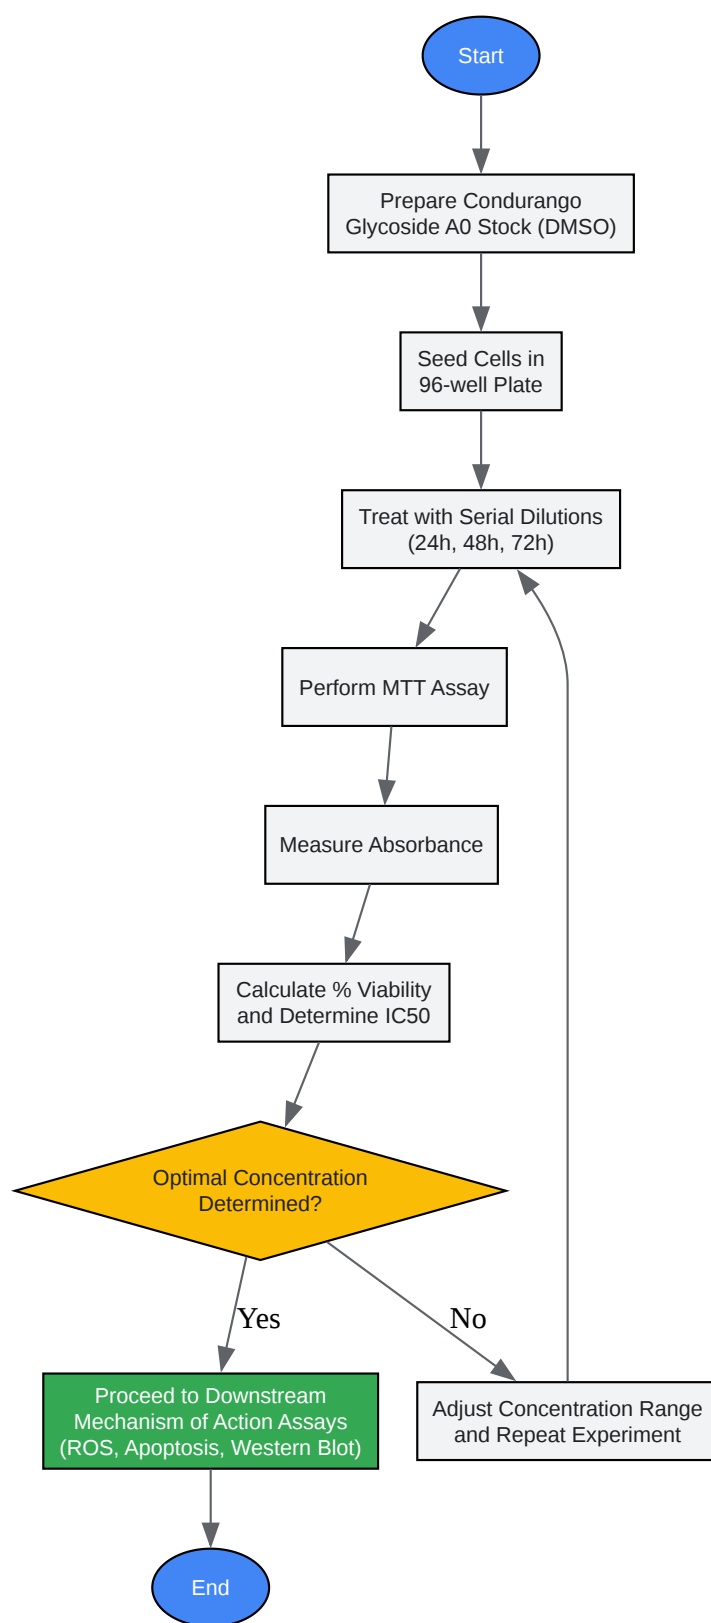 Start
Prepare Condurango
Glycoside A0 Stock (DMSO)
Seed Cells in
96-well Plate
Treat with Serial Dilutions
(24h, 48h, 72h)
Perform MTT Assay
Measure Absorbance
Calculate % Viability
and Determine IC50
Optimal Concentration
Determined?
Yes
No
Proceed to Downstream
Mechanism of Action Assays
(ROS, Apoptosis, Western Blot)
Adjust Concentration Range
and Repeat Experiment
End